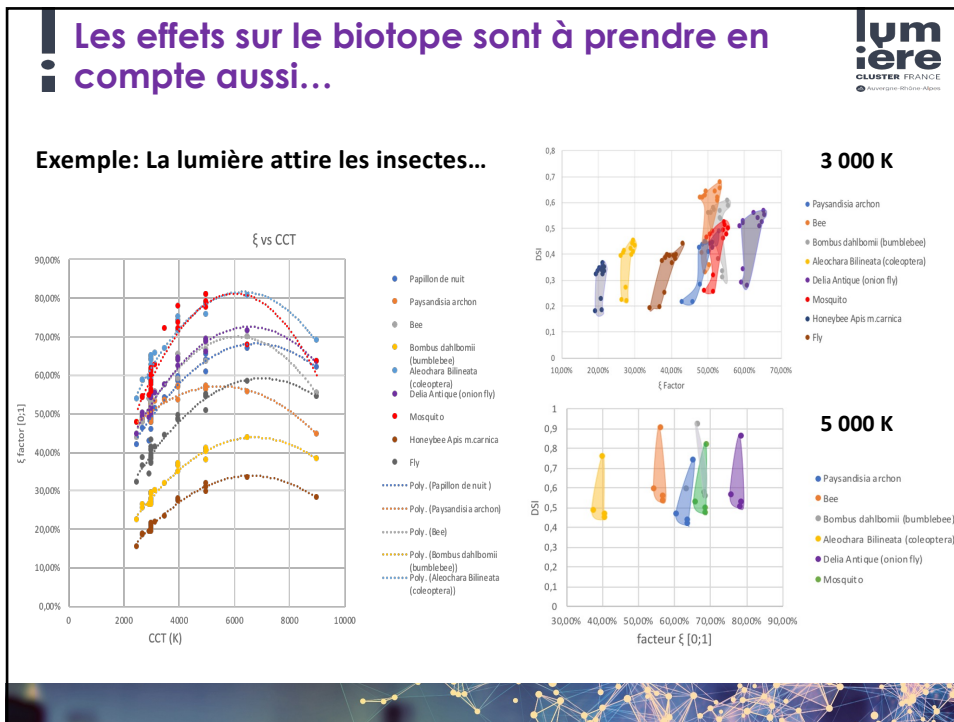 Les effets sur le biotope sont à prendre en
compte aussi…
lum
ière
CLUSTER FRANCE
Auvergne-Rhône-Alpes
Exemple: La lumière attire les insectes…
ξ vs CCT
90,00%
80,00%
70,00%
60,00%
50,00%
40,00%
30,00%
20,00%
10,00%
0,00%
ξ factor [0;1]
0
2000
4000
6000
8000
10000
CCT (K)
Papillon de nuit
Paysandisia archon
Bee
Bombus dahlbomii
(bumblebee)
Aleochara Bilineata
(coleoptera)
Delia Antique (onion fly)
Mosquito
Honeybee Apis m.carnica
Fly
Poly. (Papillon de nuit )
Poly. (Paysandisia archon)
Poly. (Bee)
Poly. (Bombus dahlbomii
(bumblebee))
Poly. (Aleochara Bilineata
(coleoptera))
3 000 K
0,8
0,7
0,6
0,5
0,4
0,3
0,2
0,1
0
DSI
10,00%
20,00%
30,00%
40,00%
50,00%
60,00%
70,00%
ξ Factor
Paysandisia archon
Bee
Bombus dahlbomii (bumblebee)
Aleochara Bilineata (coleoptera)
Delia Antique (onion fly)
Mosquito
Honeybee Apis m.carnica
Fly
5 000 K
1
0,9
0,8
0,7
0,6
0,5
0,4
0,3
0,2
0,1
0
DSI
30,00%
40,00%
50,00%
60,00%
70,00%
80,00%
90,00%
facteur ξ [0;1]
Paysandisia archon
Bee
Bombus dahlbomii (bumblebee)
Aleochara Bilineata (coleoptera)
Delia Antique (onion fly)
Mosquito